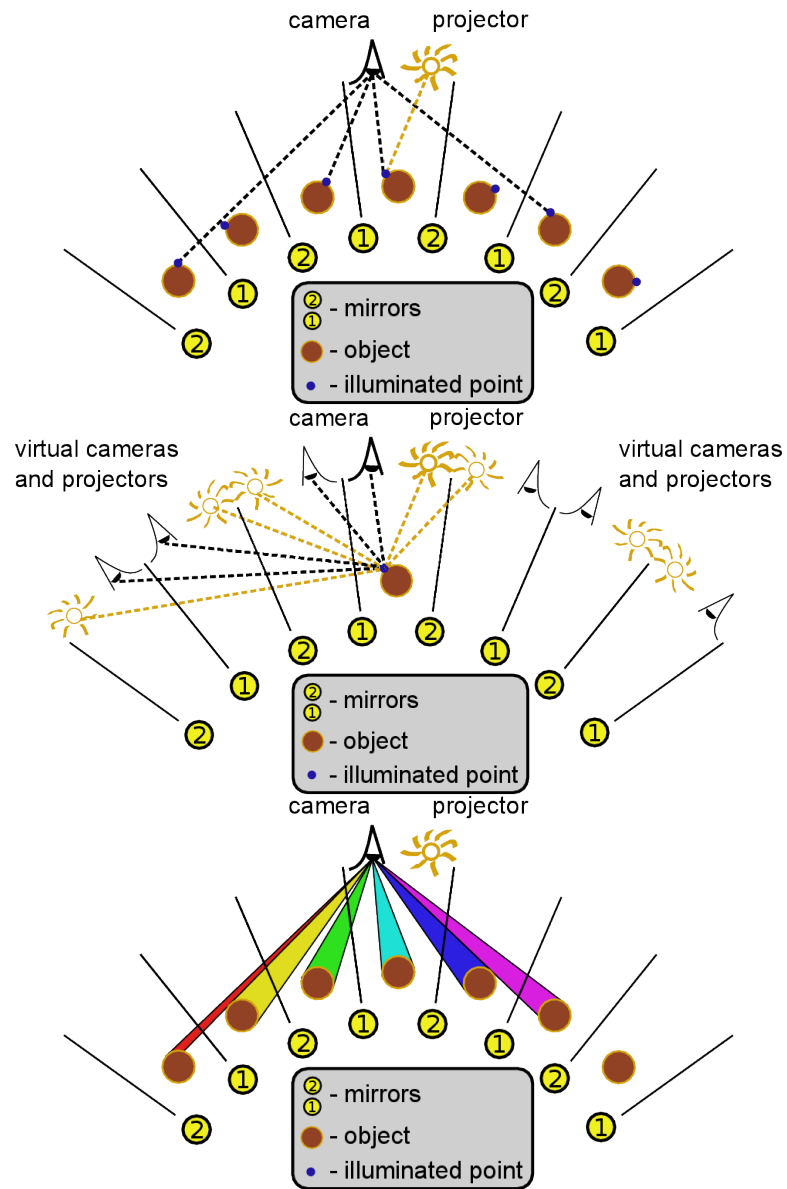 camera projector
1
2
2
1
1
2
2
1
2
1
- mirrors
- object
- illuminated point
camera projector
virtual cameras
and projectors
virtual cameras
and projectors
1
2
2
1
1
2
2
1
2
1
- mirrors
- object
- illuminated point
camera projector
1
2
2
1
1
2
2
1
2
1
- mirrors
- object
- illuminated point